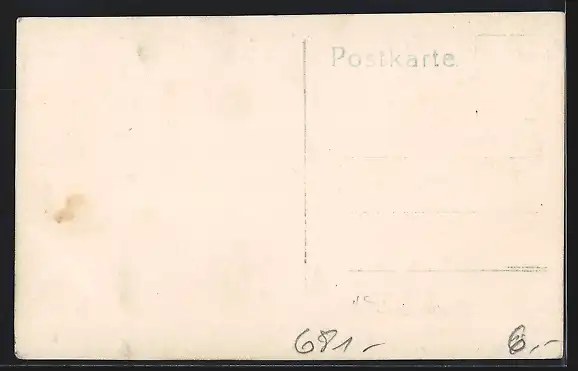 Postkarte.
681.-
6.-